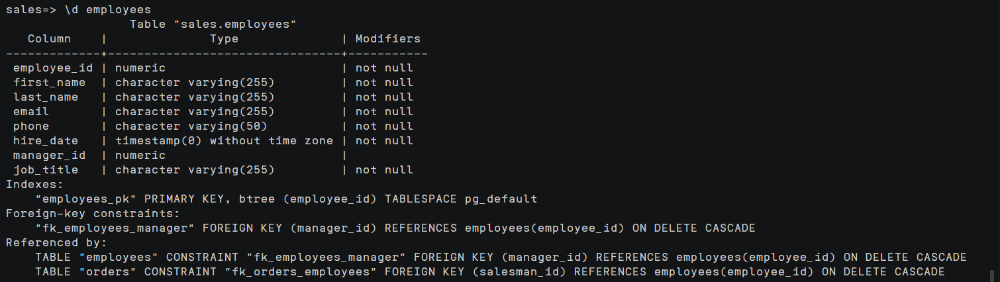 sales=> \d employees
                 Table "sales.employees"
   Column    |              Type              | Modifiers
-------------+--------------------------------+-----------
 employee_id | numeric                        | not null
 first_name  | character varying(255)         | not null
 last_name   | character varying(255)         | not null
 email       | character varying(255)         | not null
 phone       | character varying(50)          | not null
 hire_date   | timestamp(0) without time zone | not null
 manager_id  | numeric                        |
 job_title   | character varying(255)         | not null
Indexes:
    "employees_pk" PRIMARY KEY, btree (employee_id) TABLESPACE pg_default
Foreign-key constraints:
    "fk_employees_manager" FOREIGN KEY (manager_id) REFERENCES employees(employee_id) ON DELETE CASCADE
Referenced by:
    TABLE "employees" CONSTRAINT "fk_employees_manager" FOREIGN KEY (manager_id) REFERENCES employees(employee_id) ON DELETE CASCADE
    TABLE "orders" CONSTRAINT "fk_orders_employees" FOREIGN KEY (salesman_id) REFERENCES employees(employee_id) ON DELETE CASCADE